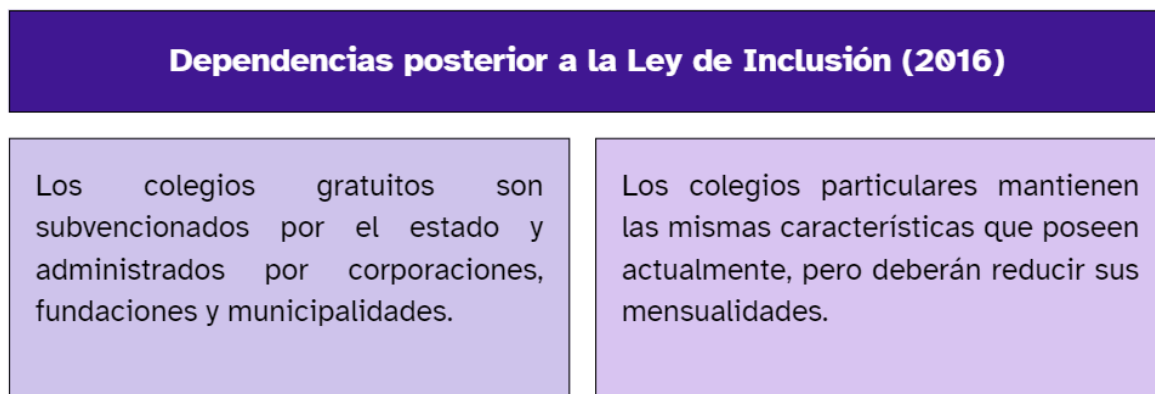 Dependencias posterior a la Ley de Inclusión (2016)
Los colegios gratuitos son
subvencionados por el estado y
administrados por corporaciones,
fundaciones y municipalidades.
Los colegios particulares mantienen
las mismas características que poseen
actualmente, pero deberán reducir sus
mensualidades.